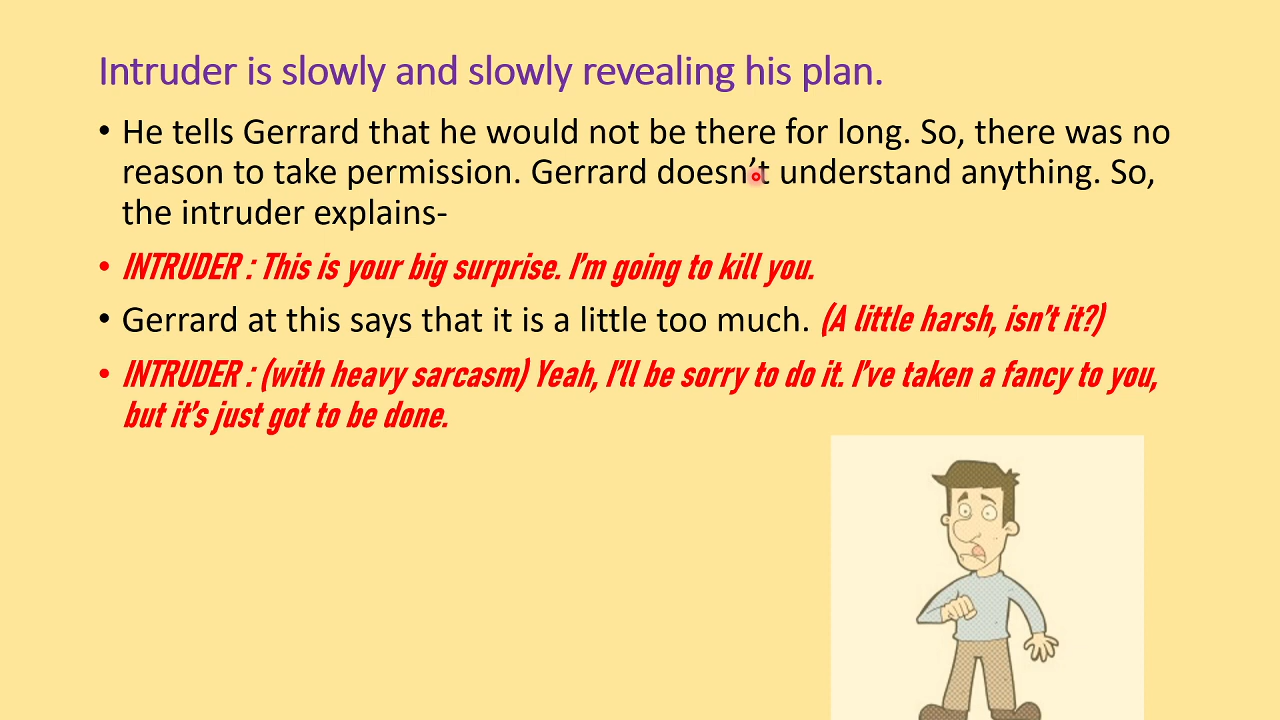 Intruder is slowly and slowly revealing his plan.
• He tells Gerrard that he would not be there for long. So, there was no
reason to take permission. Gerrard doesn’t understand anything. So,
the intruder explains-
• INTRUDER : This is your big surprise. I’m going to kill you.
• Gerrard at this says that it is a little too much. (A little harsh, isn’t it?)
• INTRUDER : (with heavy sarcasm) Yeah, I’ll be sorry to do it. I’ve taken a fancy to you,
but it’s just got to be done.